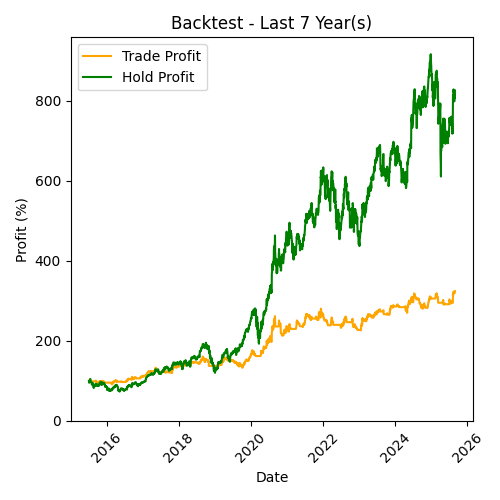 Backtest - Last 7 Year(s)
Trade Profit
Hold Profit
Profit (%)
800
600
400
200
0
2016
2018
2020
2022
2024
2026
Date